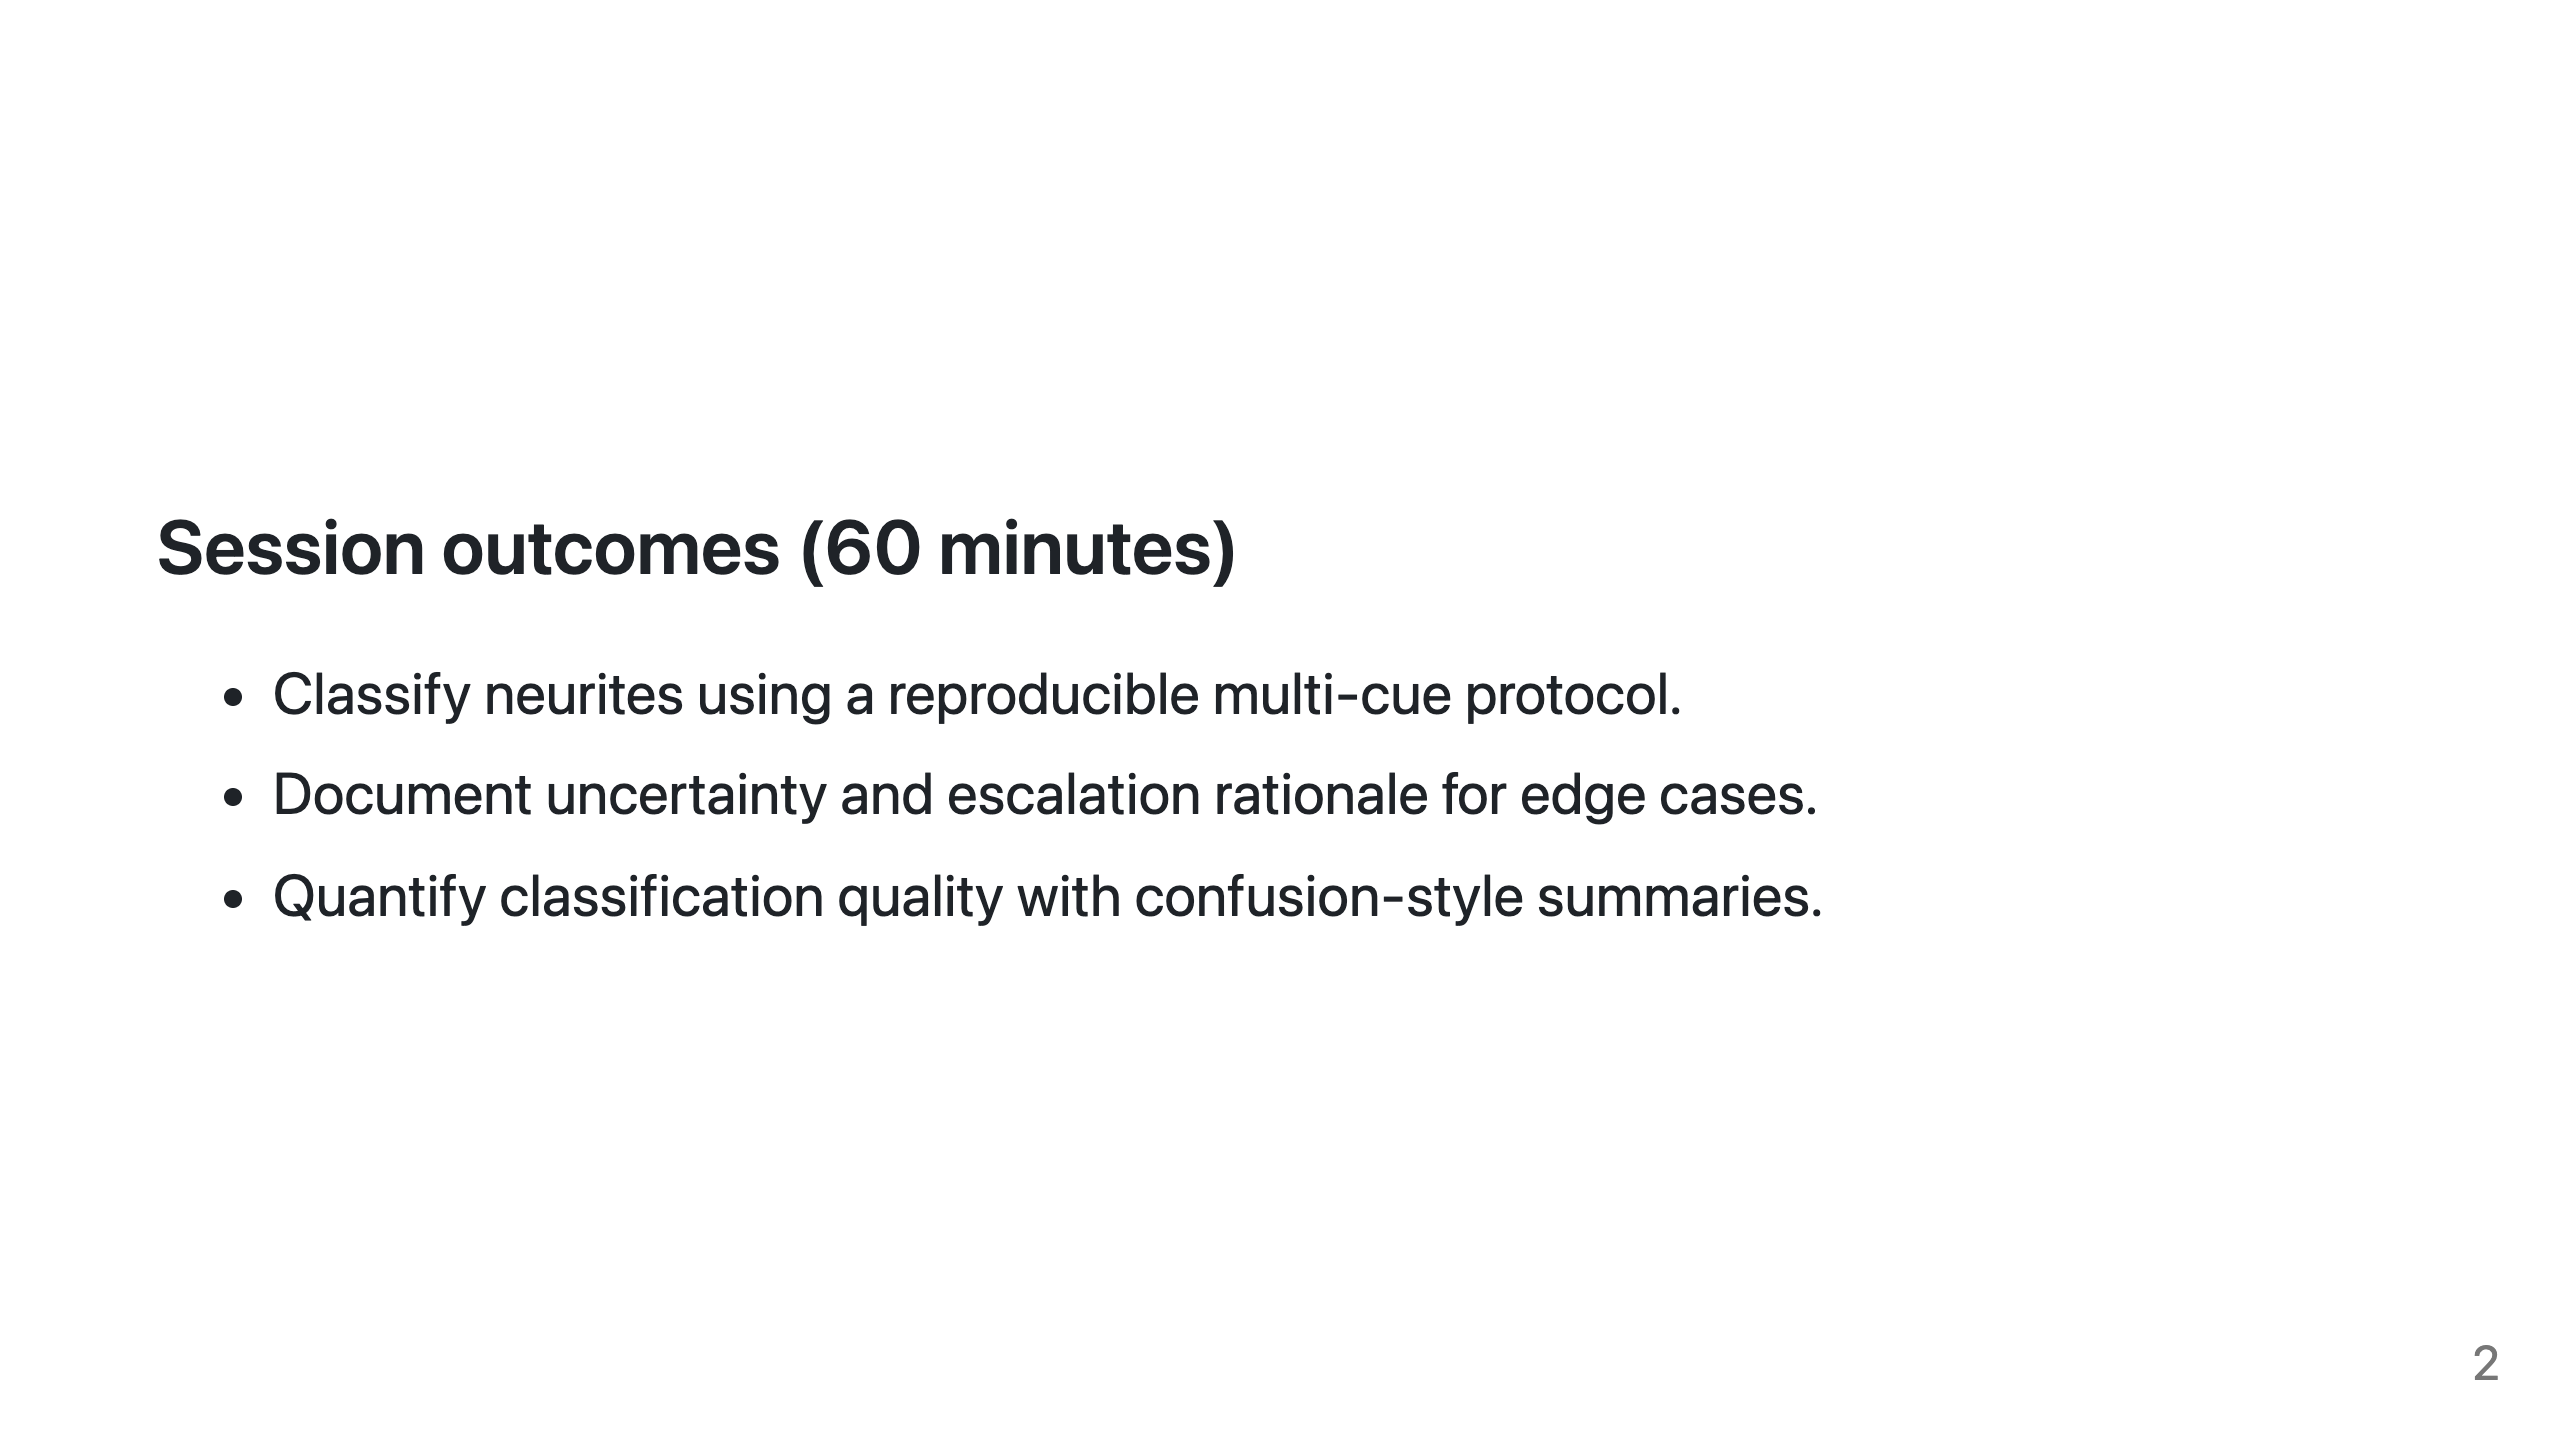 Session outcomes (60 minutes)
• Classify neurites using a reproducible multi-cue protocol.
• Document uncertainty and escalation rationale for edge cases.
• Quantify classification quality with confusion-style summaries.
2